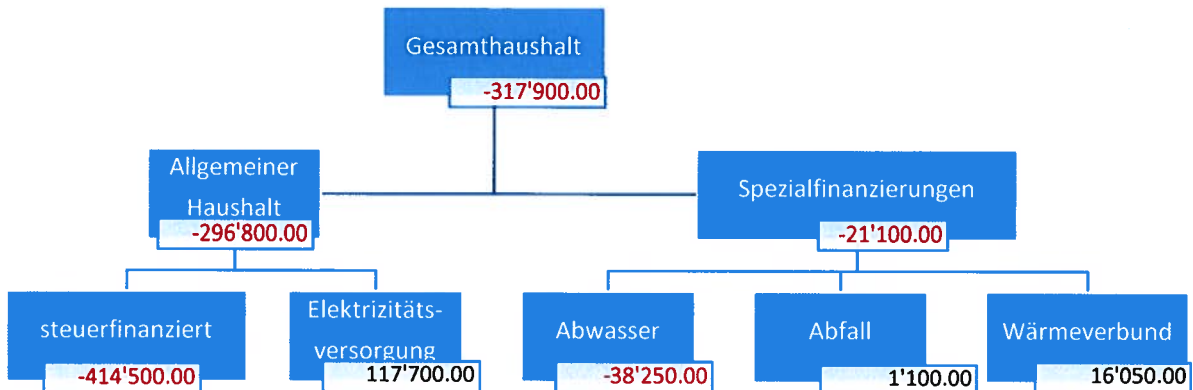 Gesamthaushalt
-317'900.00
Allgemeiner
Haushalt
-296'800.00
Spezialfinanzierungen
-21'100.00
steuerfinanziert
-414'500.00
Elektrizitäts-
versorgung
117'700.00
Abwasser
-38'250.00
Abfall
1'100.00
Wärmeverbund
16'050.00